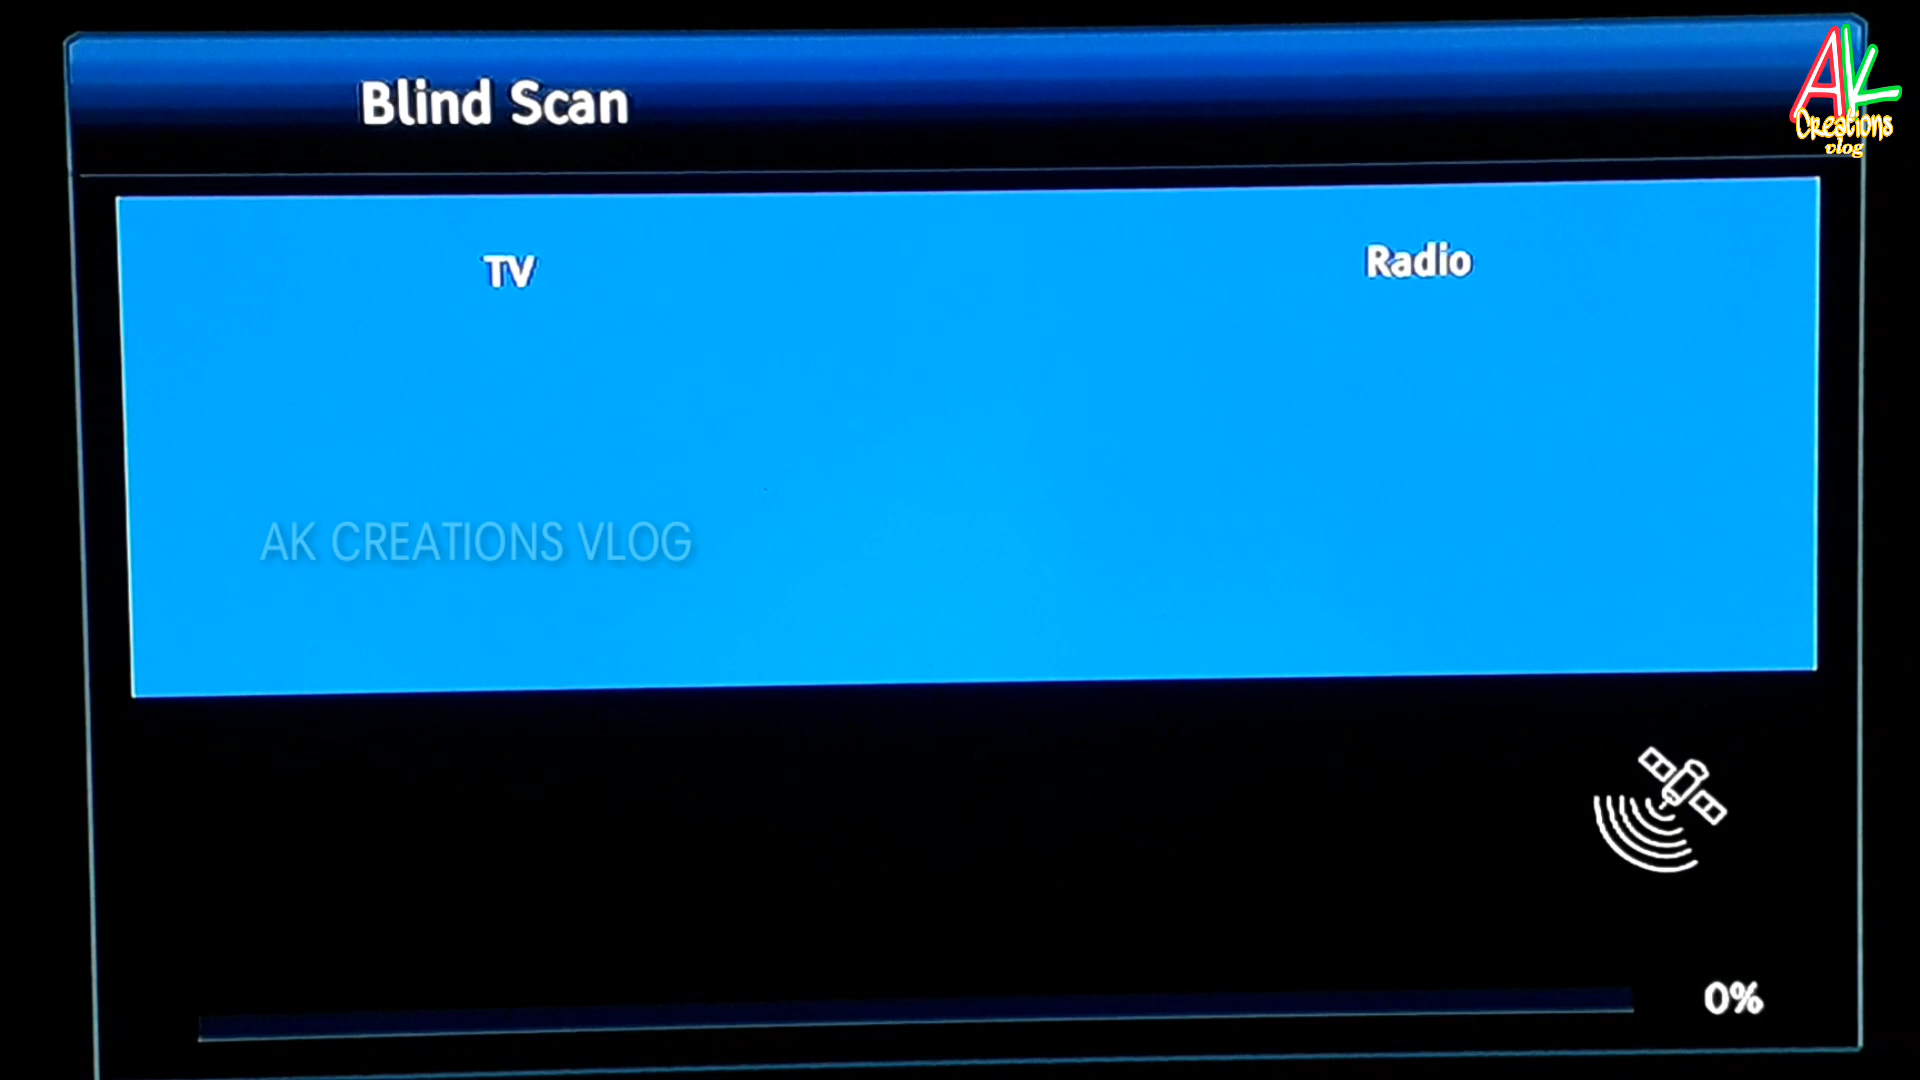 Blind Scan
AK
Creations
vlog
TV
Radio
AK CREATIONS VLOG
0%